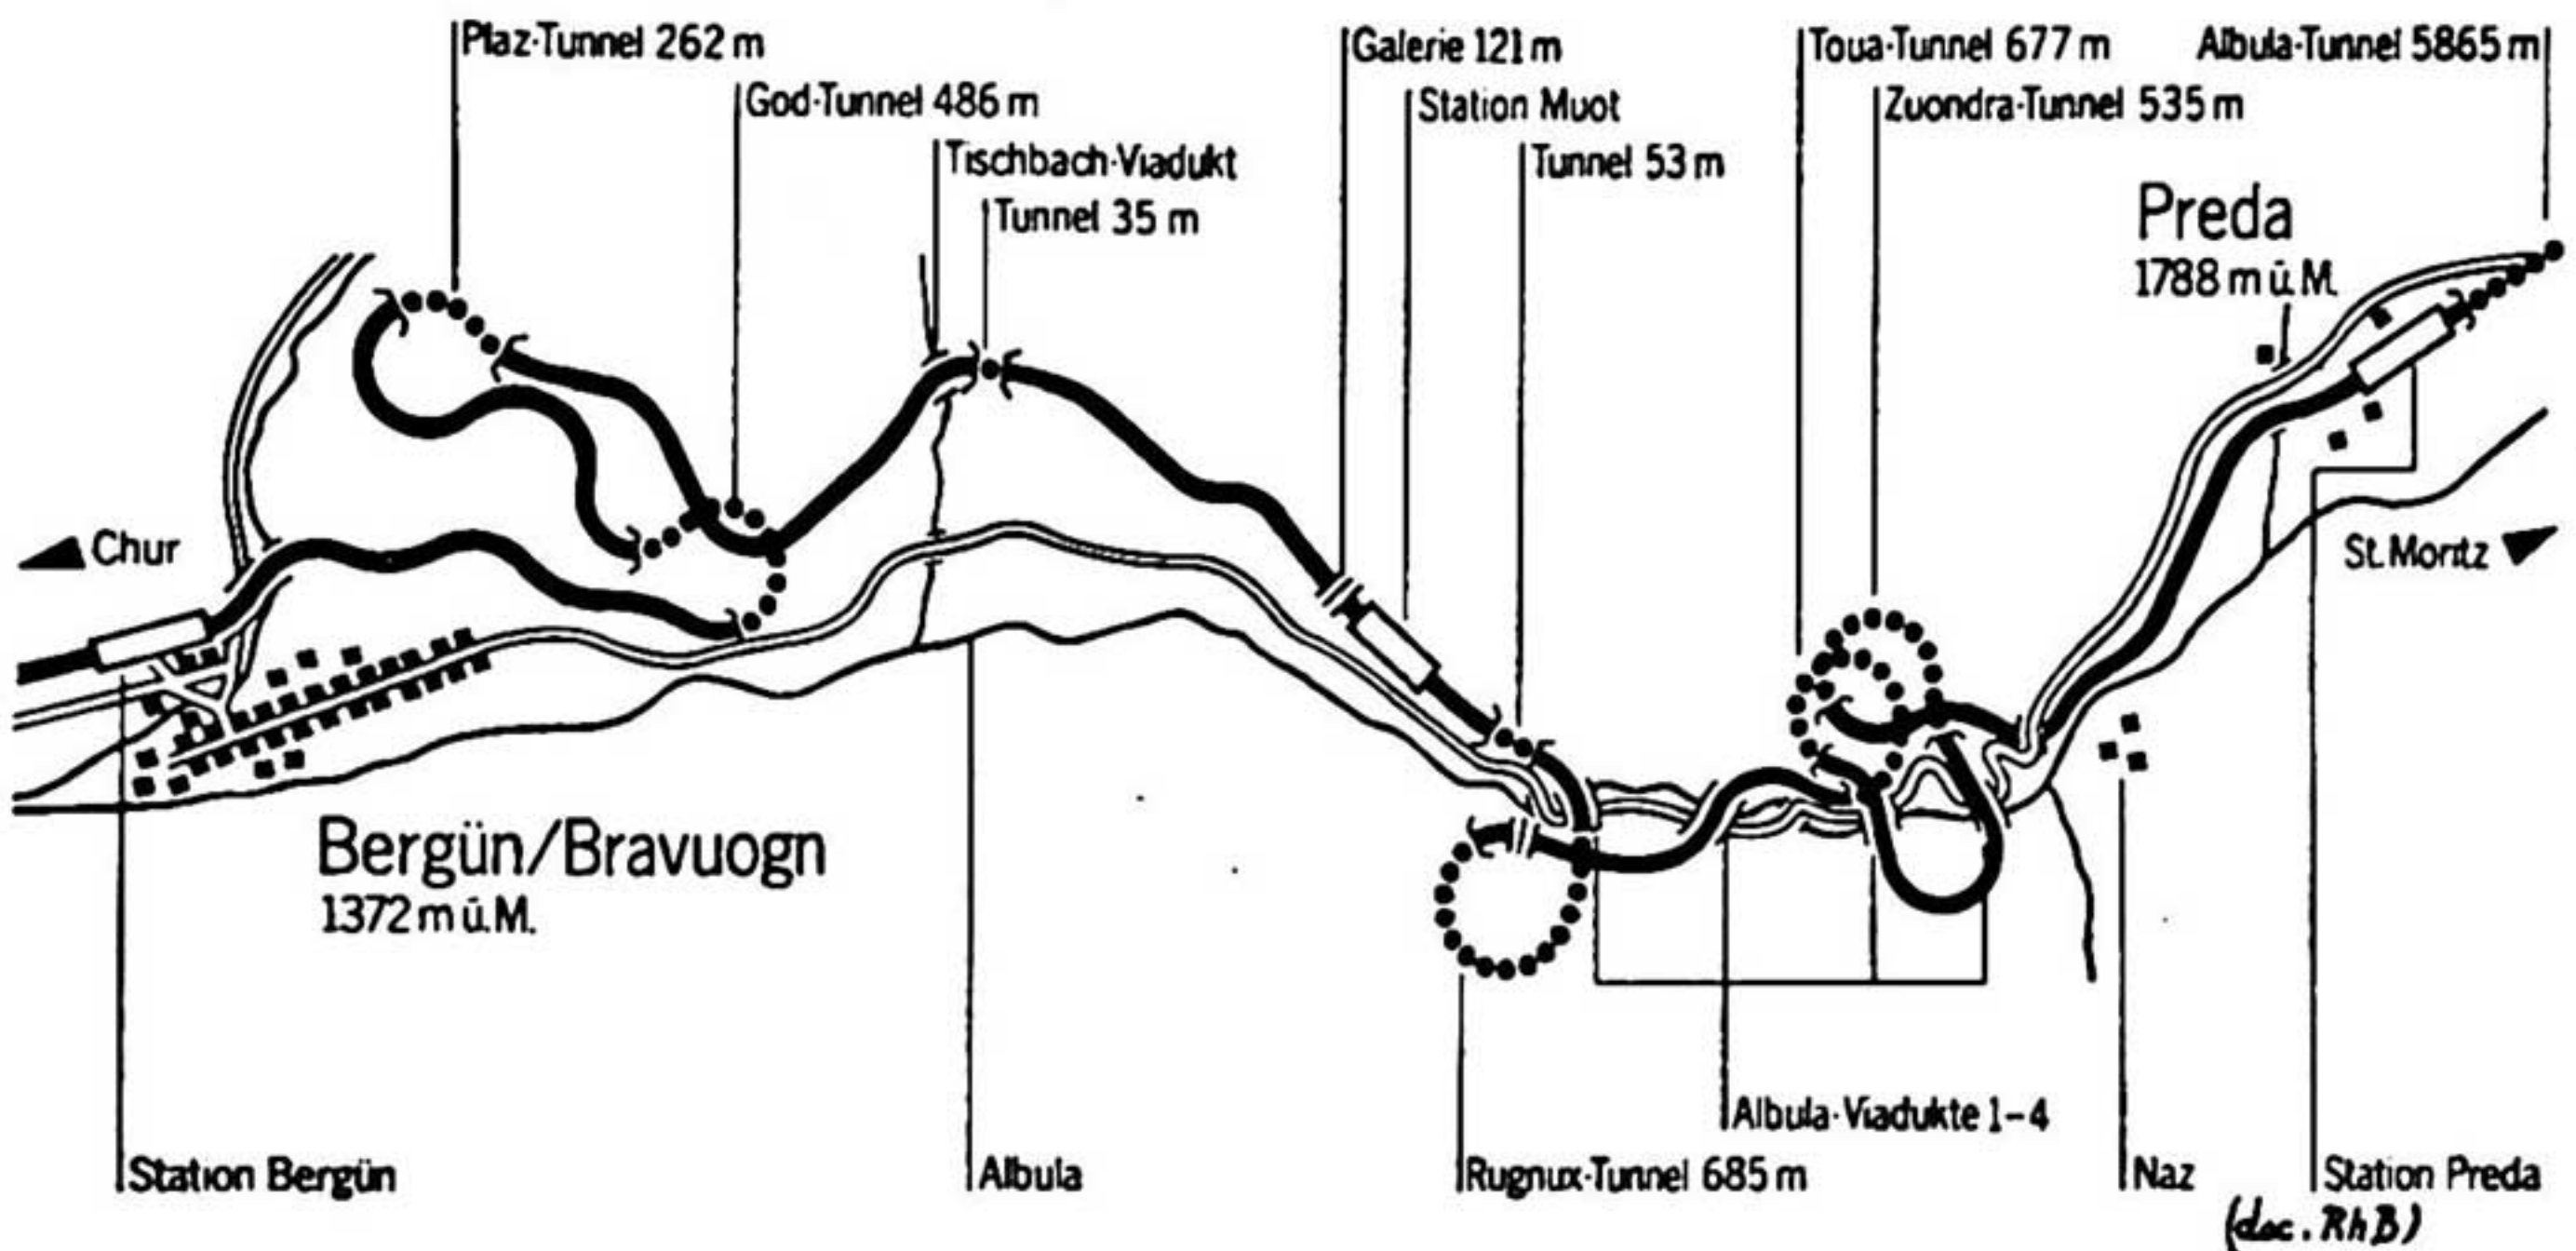 Plaz-Tunnel 262 m
God-Tunnel 486 m
Tischbach-Viadukt
Tunnel 35 m
Galerie 121 m
Station Muot
Tunnel 53 m
Toua-Tunnel 677 m
Zuondra-Tunnel 535 m
Albula-Tunnel 5865 m
Preda
1788 m ü.M.
Chur
St. Moritz
Bergün/Bravuogn
1372 m ü.M.
Albula-Viadukte 1-4
Station Bergün
Albula
Rugnux-Tunnel 685 m
Naz
Station Preda
(doc. RhB)